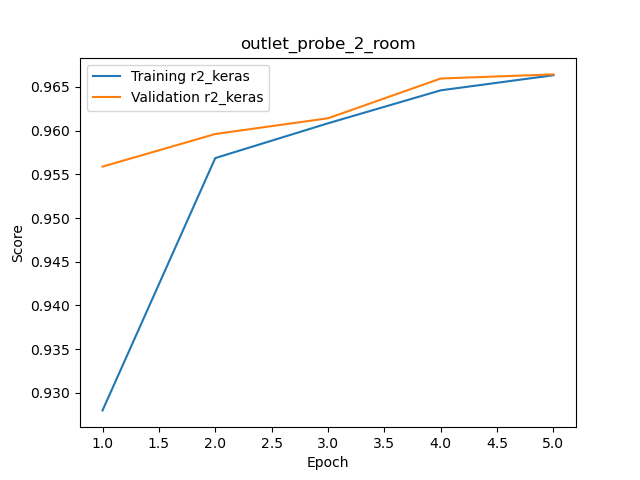 outlet_probe_2_room
Training r2_keras
Validation r2_keras
Score
0.965
0.960
0.955
0.950
0.945
0.940
0.935
0.930
1.0 1.5 2.0 2.5 3.0 3.5 4.0 4.5 5.0
Epoch